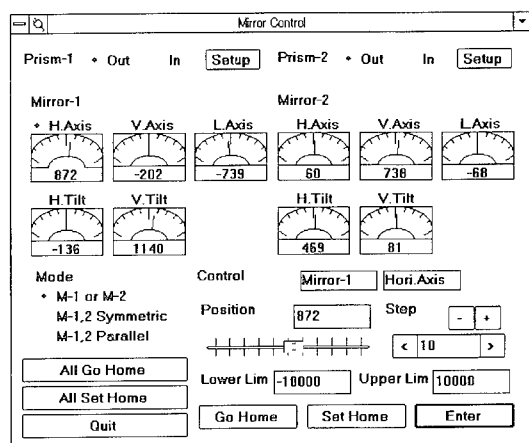 Mirror Control
Prism-1 Out In Setup Prism-2 Out In Setup
Mirror-1 Mirror-2
H.Axis V.Axis L.Axis H.Axis V.Axis L.Axis
872 -202 -739 60 738 -68
H.Tilt V.Tilt H.Tilt V.Tilt
-136 1140 469 81
Mode Control Mirror-1 Hori.Axis
M-1 or M-2
M-1,2 Symmetric
M-1,2 Parallel
Position 872 Step - +
< 10 >
All Go Home
All Set Home
Quit
Lower Lim -10000 Upper Lim 10000
Go Home Set Home Enter